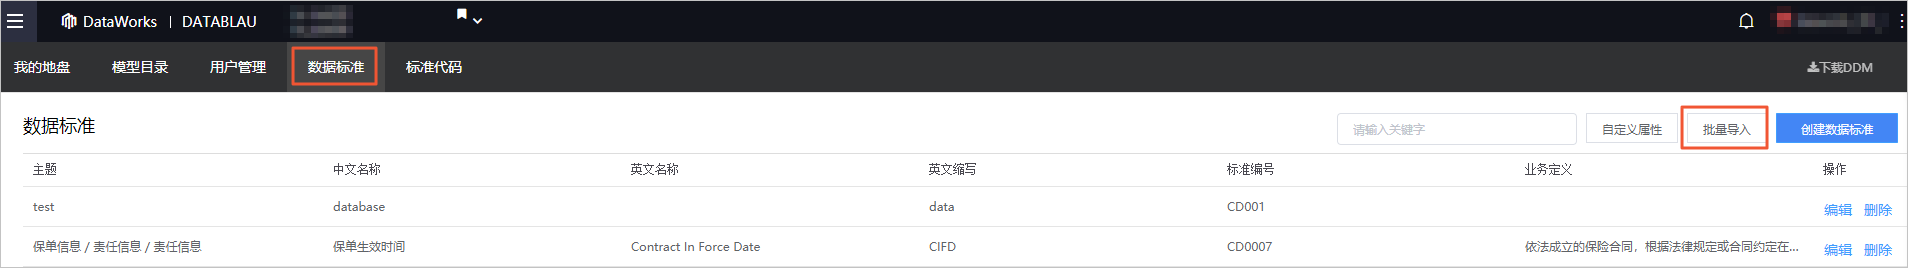 DataWorks | DATABLAU
我的地盘 模型目录 用户管理 数据标准 标准代码 下载DDM
数据标准 请输入关键字 自定义属性 批量导入 创建数据标准
主题 中文名称 英文名称 英文缩写 标准编号 业务定义 操作
test database data CD001 编辑 删除
保单信息 / 责任信息 / 责任信息 保单生效时间 Contract In Force Date CIFD CD0007 依法成立的保险合同，根据法律规定或合同约定在... 编辑 删除